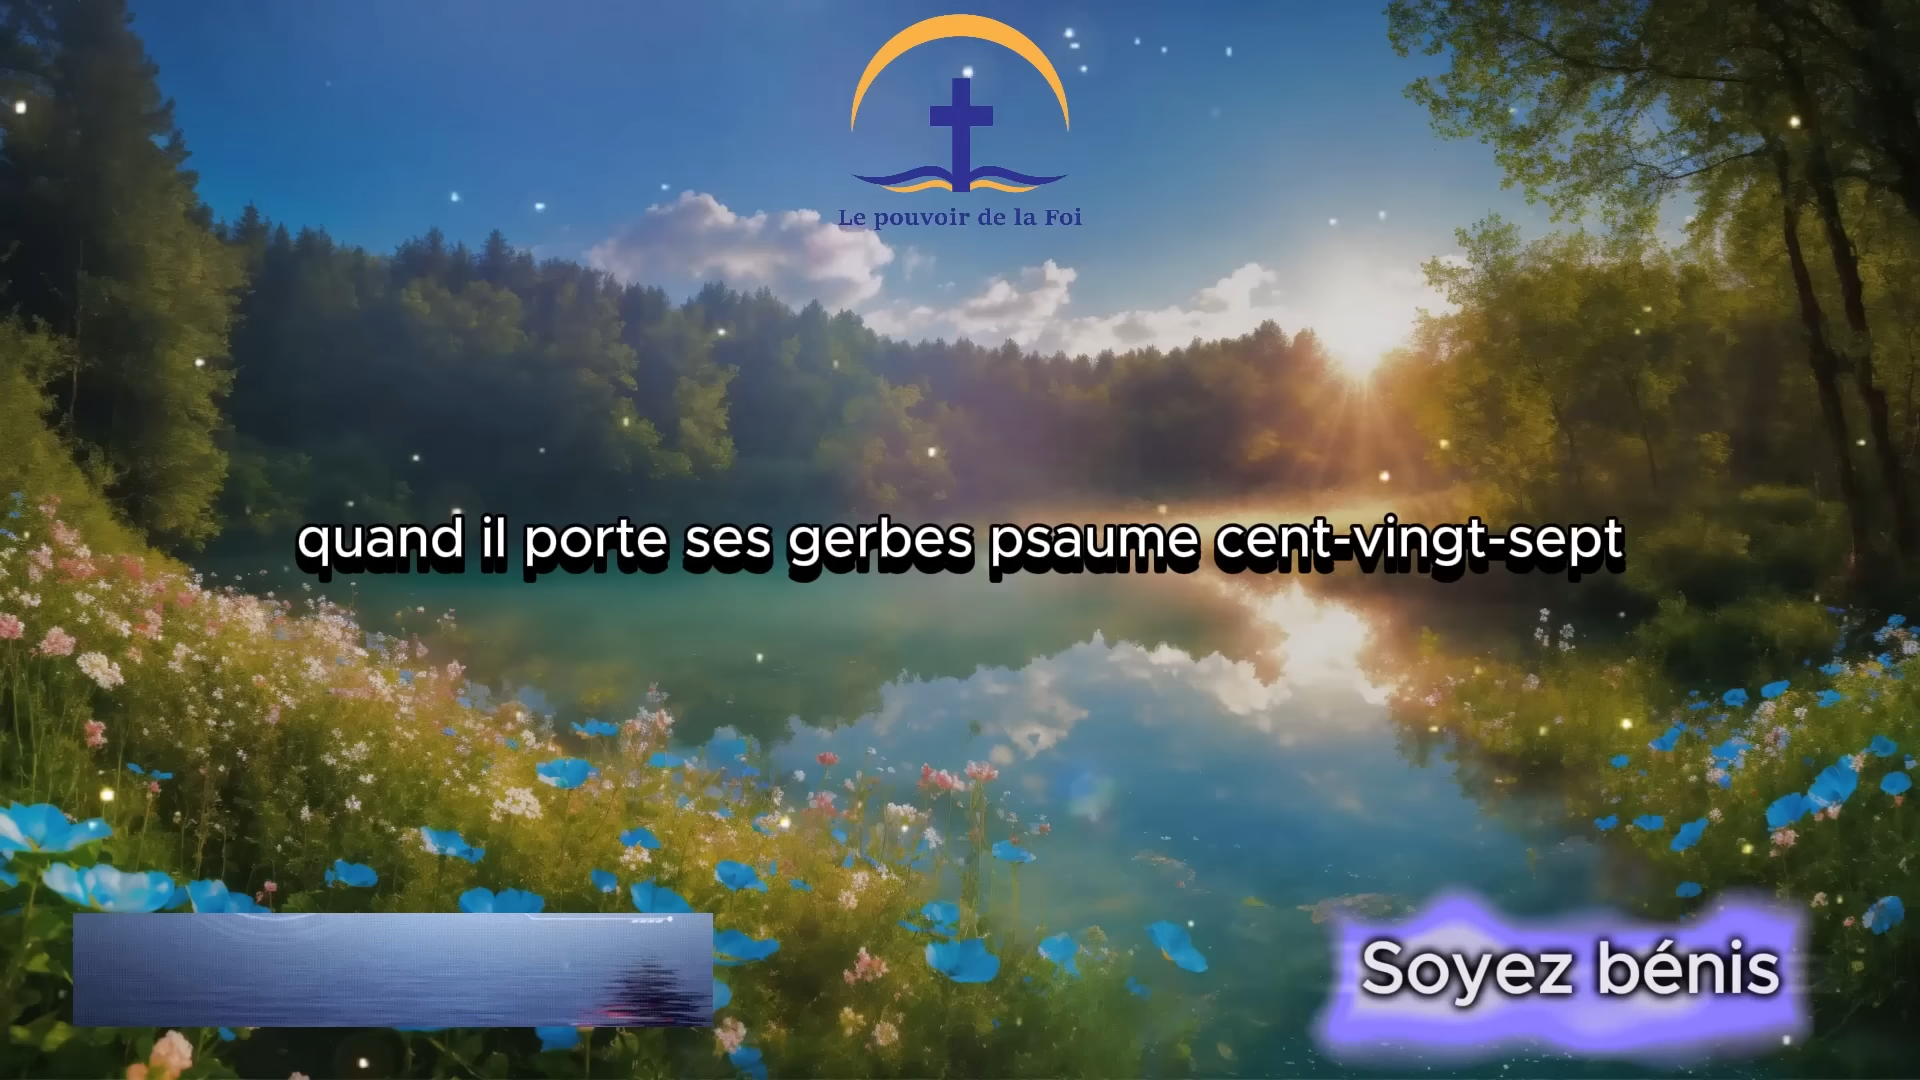 Le pouvoir de la Foi
quand il porte ses gerbes psaume cent-vingt-sept
Soyez bénis